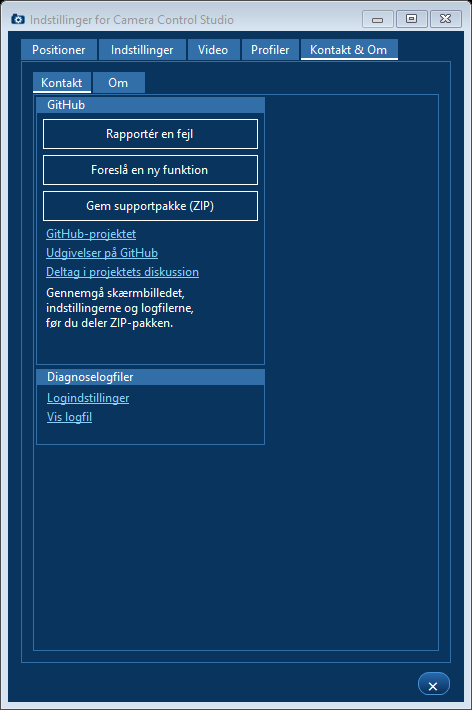 Indstillinger for Camera Control Studio
Positioner
Indstillinger
Video
Profiler
Kontakt & Om
Kontakt
Om
GitHub
Rapportér en fejl
Foreslå en ny funktion
Gem supportpakke (ZIP)
GitHub-projektet
Udgivelser på GitHub
Deltag i projektets diskussion
Gennemgå skærmbilledet,
indstillingerne og logfilerne,
før du deler ZIP-pakken.
Diagnoselogfiler
Logindstillinger
Vis logfil